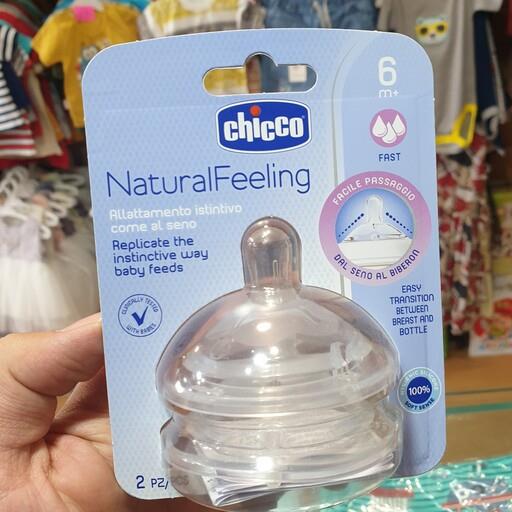 6
m+
chicco
FAST
NaturalFeeling
Allattamento istintivo
come al seno
Replicate the
instinctive way
baby feeds
FACILE PASSAGGIO
DAL SENO AL BIBERON
EASY
TRANSITION
BETWEEN
BREAST AND
BOTTLE
CLINICALLY TESTED
WITH BABIES
100%
SOFT SENSE
2 PZ/PCS